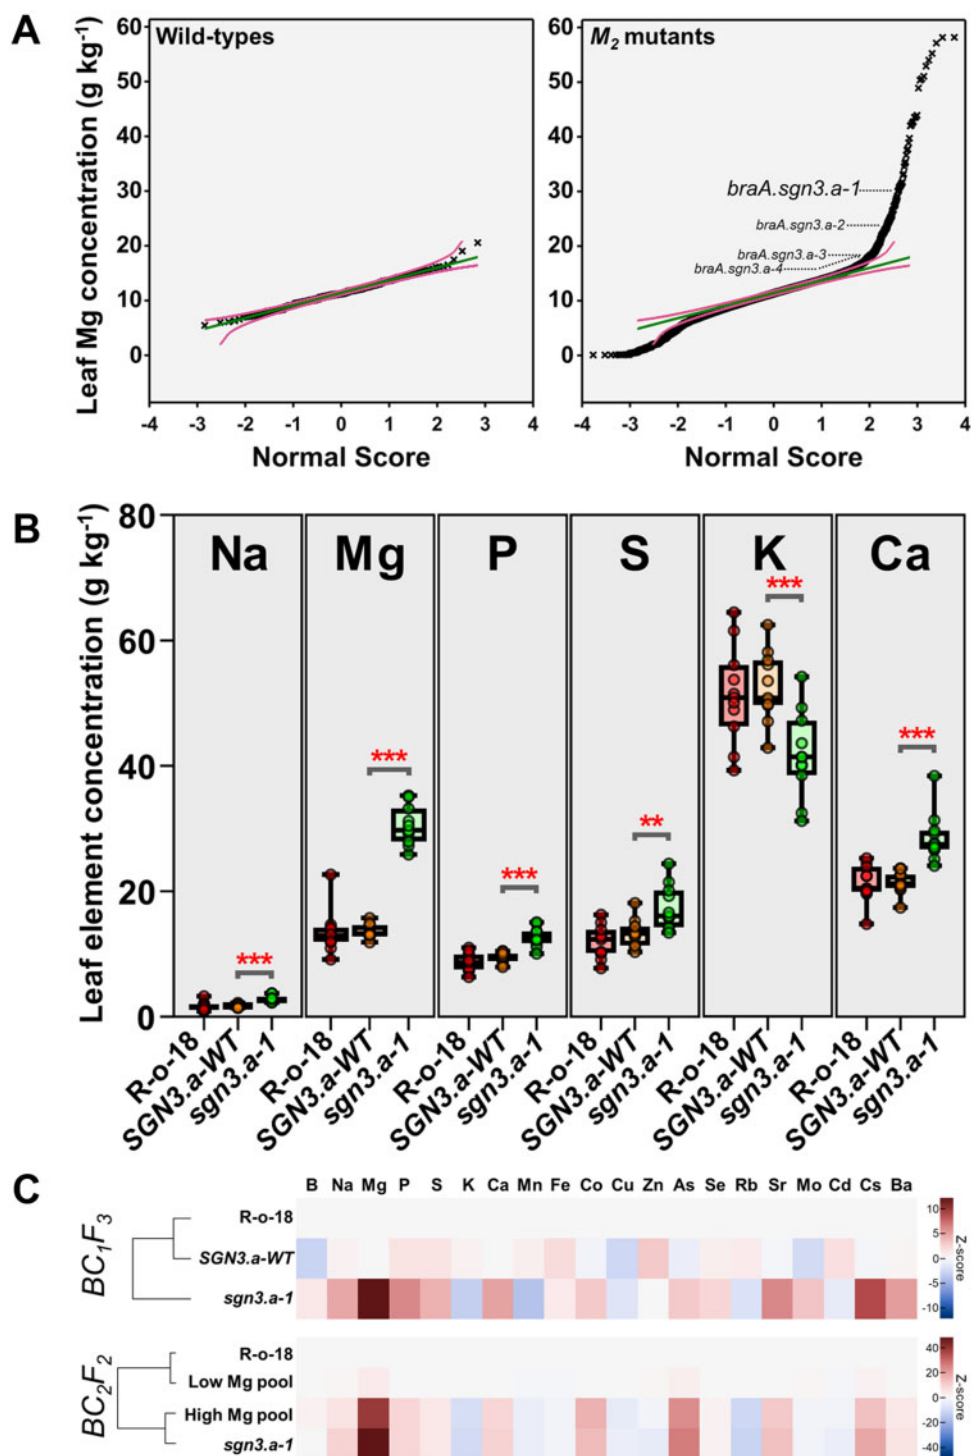 A
Leaf Mg concentration (g kg-1)
Wild-types
M2 mutants
60
50
40
30
20
10
0
60
50
40
30
20
10
0
braA.sgn3.a-1
braA.sgn3.a-2
braA.sgn3.a-3
braA.sgn3.a-4
-4 -3 -2 -1 0 1 2 3 4
-4 -3 -2 -1 0 1 2 3 4
Normal Score
Normal Score
B
Leaf element concentration (g kg-1)
80
60
40
20
0
Na Mg P S K Ca
*** *** *** ** *** ***
R-o-18 SGN3.a-WT sgn3.a-1
R-o-18 SGN3.a-WT sgn3.a-1
R-o-18 SGN3.a-WT sgn3.a-1
R-o-18 SGN3.a-WT sgn3.a-1
R-o-18 SGN3.a-WT sgn3.a-1
R-o-18 SGN3.a-WT sgn3.a-1
C
B Na Mg P S K Ca Mn Fe Co Cu Zn As Se Rb Sr Mo Cd Cs Ba
BC1F3
R-o-18
SGN3.a-WT
sgn3.a-1
10
5
0
-5
-10
Z-score
BC2F2
R-o-18
Low Mg pool
High Mg pool
sgn3.a-1
40
20
0
-20
-40
Z-score